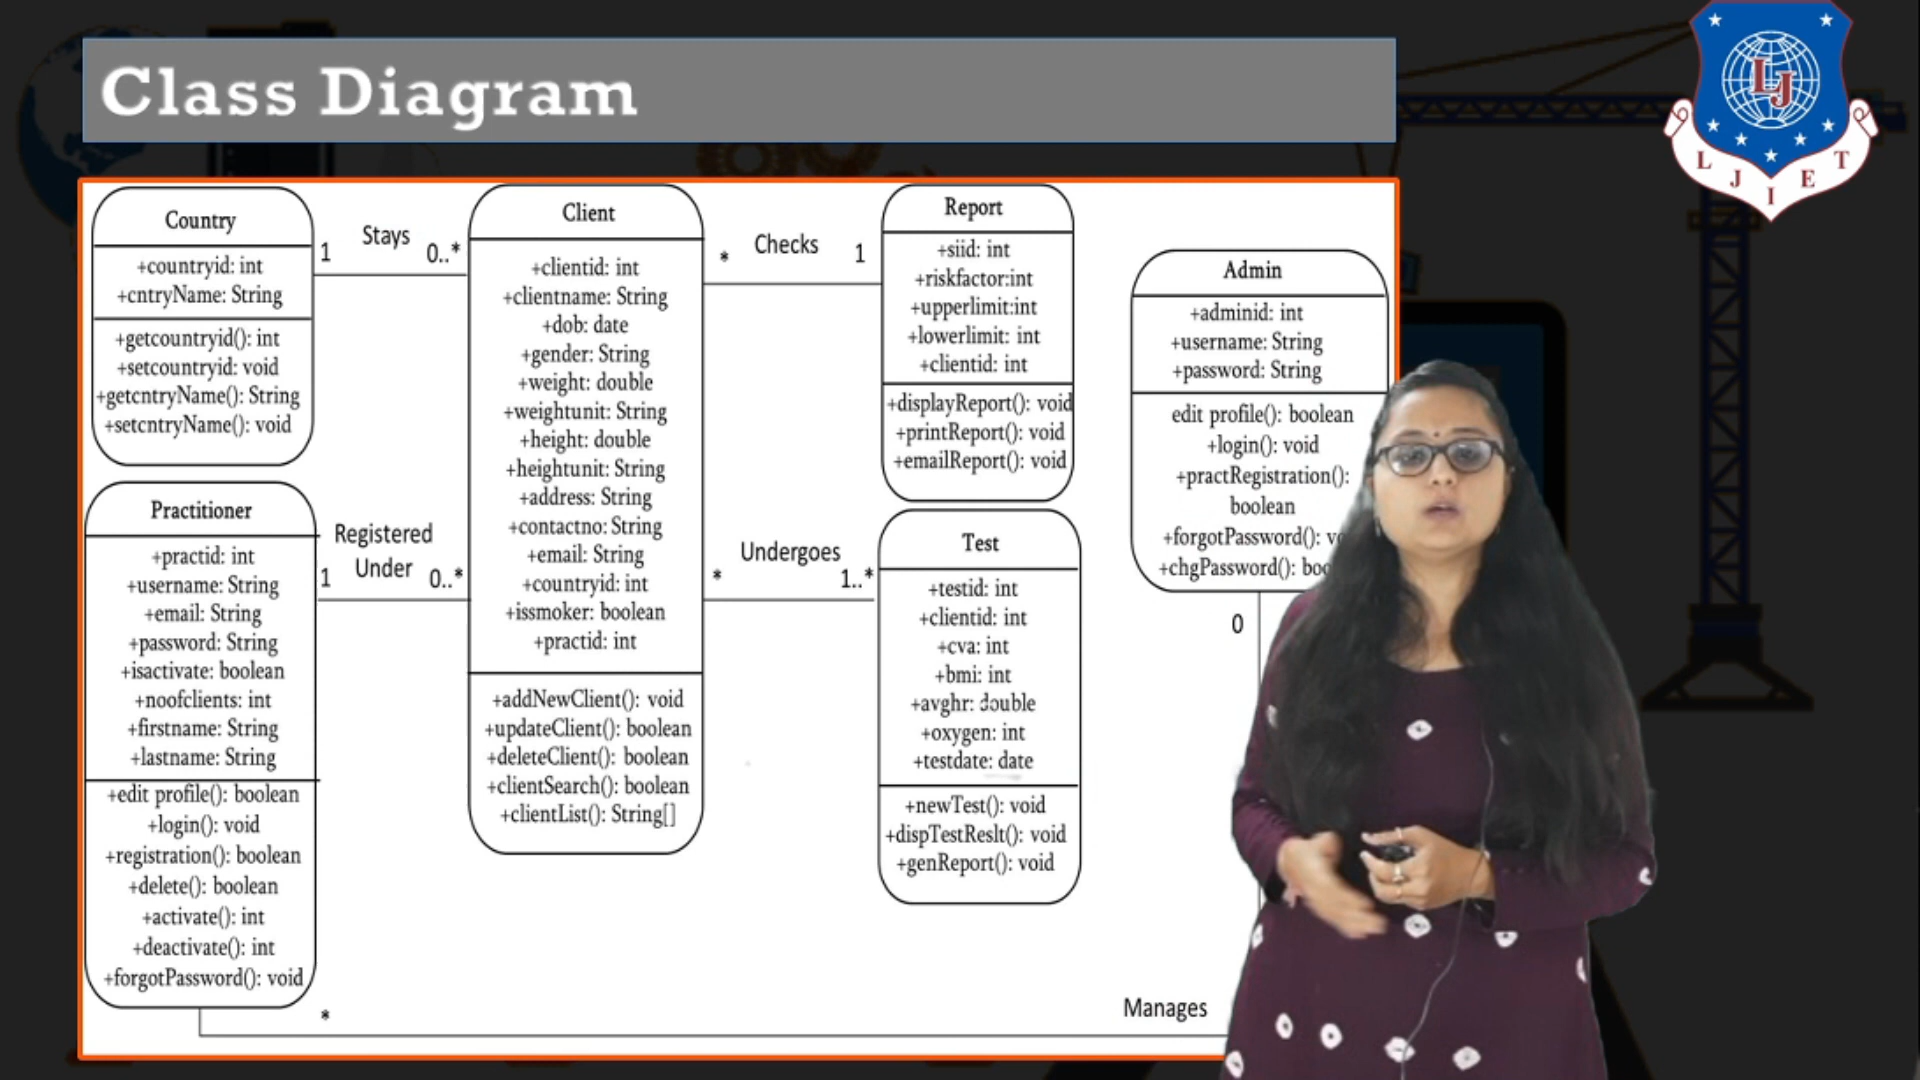 Class Diagram
L J I E T
LJ
Country
+countryid: int
+cntryName: String
+getcountryid(): int
+setcountryid: void
+getcntryName(): String
+setcntryName(): void
1
Stays
0..*
Client
+clientid: int
+clientname: String
+dob: date
+gender: String
+weight: double
+weightunit: String
+height: double
+heightunit: String
+address: String
+contactno: String
+email: String
+countryid: int
+issmoker: boolean
+practid: int
+addNewClient(): void
+updateClient(): boolean
+deleteClient(): boolean
+clientSearch(): boolean
+clientList(): String[]
*
Checks
1
Report
+siid: int
+riskfactor:int
+upperlimit:int
+lowerlimit: int
+clientid: int
+displayReport(): void
+printReport(): void
+emailReport(): void
Admin
+adminid: int
+username: String
+password: String
edit profile(): boolean
+login(): void
+practRegistration():
boolean
+forgotPassword():
+chgPassword():
0
Practitioner
+practid: int
+username: String
+email: String
+password: String
+isactivate: boolean
+noofclients: int
+firstname: String
+lastname: String
+edit profile(): boolean
+login(): void
+registration(): boolean
+delete(): boolean
+activate(): int
+deactivate(): int
+forgotPassword(): void
Registered
Under
1
0..*
*
Undergoes
1..*
Test
+testid: int
+clientid: int
+cva: int
+bmi: int
+avghr: double
+oxygen: int
+testdate: date
+newTest(): void
+dispTestReslt(): void
+genReport(): void
*
Manages